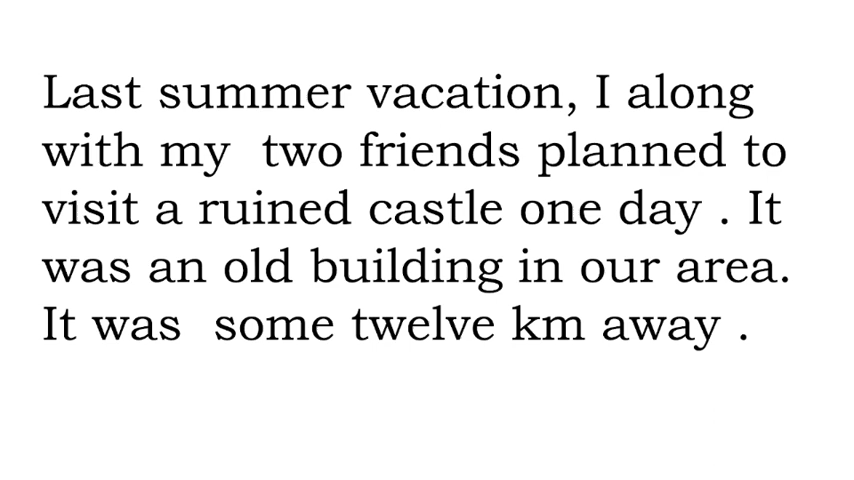 Last summer vacation, I along
with my  two friends planned to
visit a ruined castle one day . It
was an old building in our area.
It was  some twelve km away .